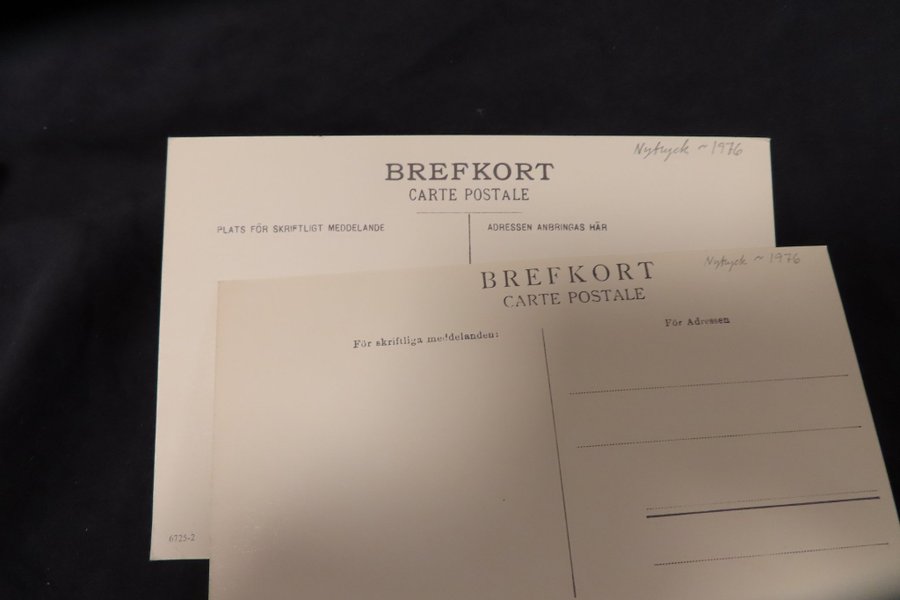 Nytryck ~ 1976
BREFKORT
CARTE POSTALE
PLATS FÖR SKRIFTLIGT MEDDELANDE
ADRESSEN ANBRINGAS HÄR
6725-2
Nytryck ~ 1976
BREFKORT
CARTE POSTALE
För skriftliga meddelanden:
För Adressen